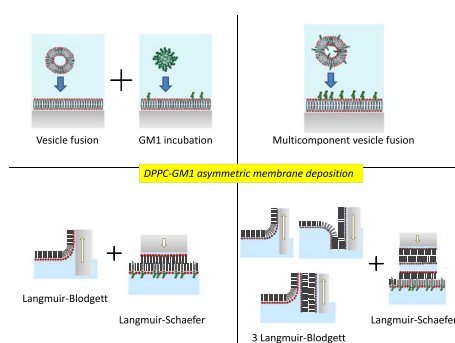 Vesicle fusion
GM1 incubation
Multicomponent vesicle fusion
DPPC-GM1 asymmetric membrane deposition
Langmuir-Blodgett
Langmuir-Schaefer
3 Langmuir-Blodgett
Langmuir-Schaefer